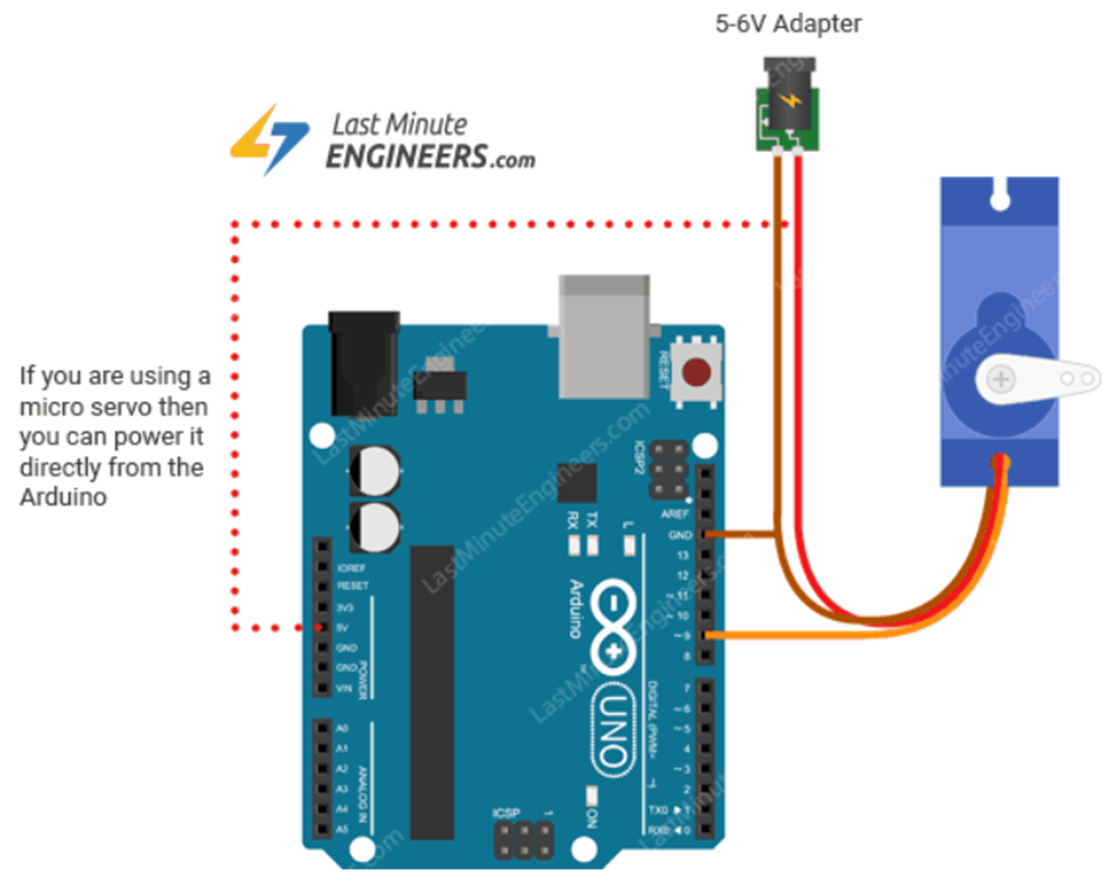 5-6V Adapter
Last Minute
ENGINEERS.com
If you are using a
micro servo then
you can power it
directly from the
Arduino
RESET
ICSP2
AREF
GND
13
12
~11
~10
~9
8
RX
TX
L
Arduino
UNO
IOREF
RESET
3V3
5V
GND
GND
VIN
POWER
7
~6
~5
4
~3
2
TX0 1
RX0 0
DIGITAL (PWM~
A0
A1
A2
A3
A4
A5
ANALOG IN
ICSP
1
ON
LastMinuteEngineers.com